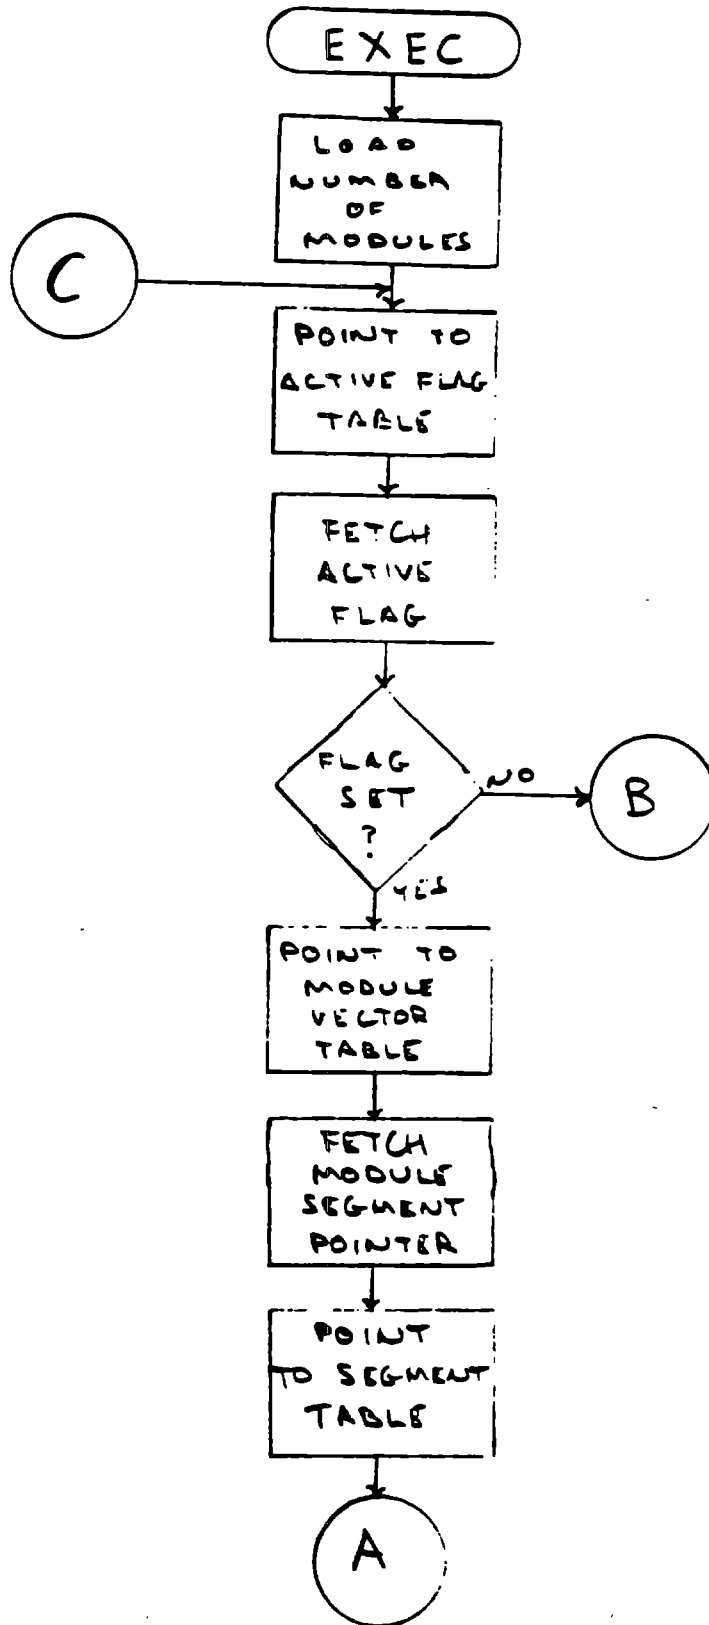 EXEC
LOAD
NUMBER
OF
MODULES
C
POINT TO
ACTIVE FLAG
TABLE
FETCH
ACTIVE
FLAG
FLAG
SET
?
NO
B
YES
POINT TO
MODULE
VECTOR
TABLE
FETCH
MODULE
SEGMENT
POINTER
POINT
TO SEGMENT
TABLE
A